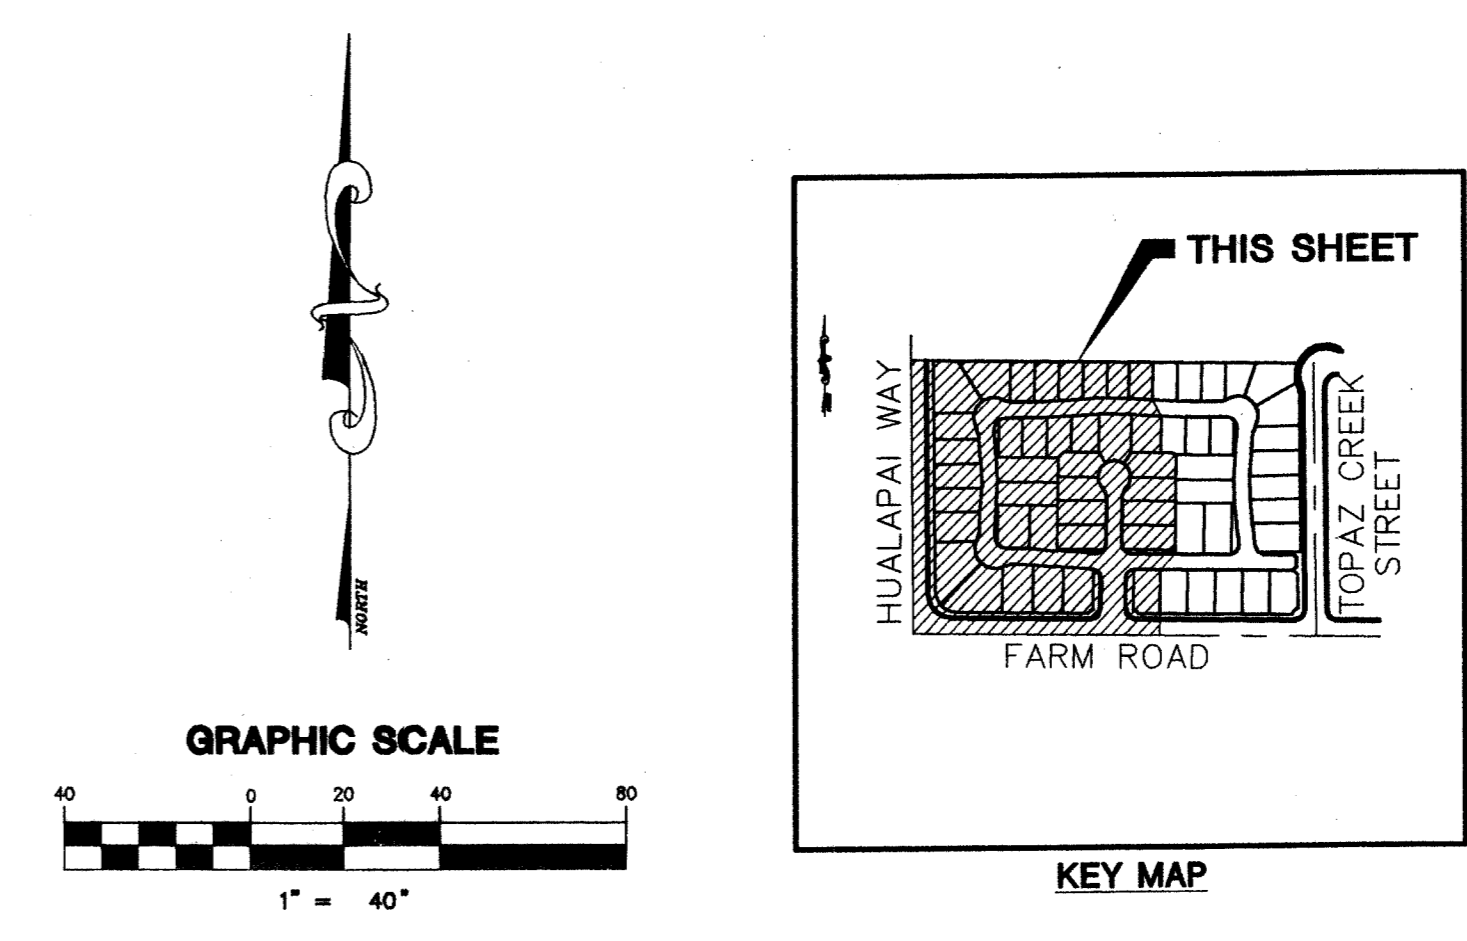 NORTH
GRAPHIC SCALE
40 0 20 40 80
1" = 40"
THIS SHEET
HUALAPAI WAY
TOPAZ CREEK
STREET
FARM ROAD
KEY MAP